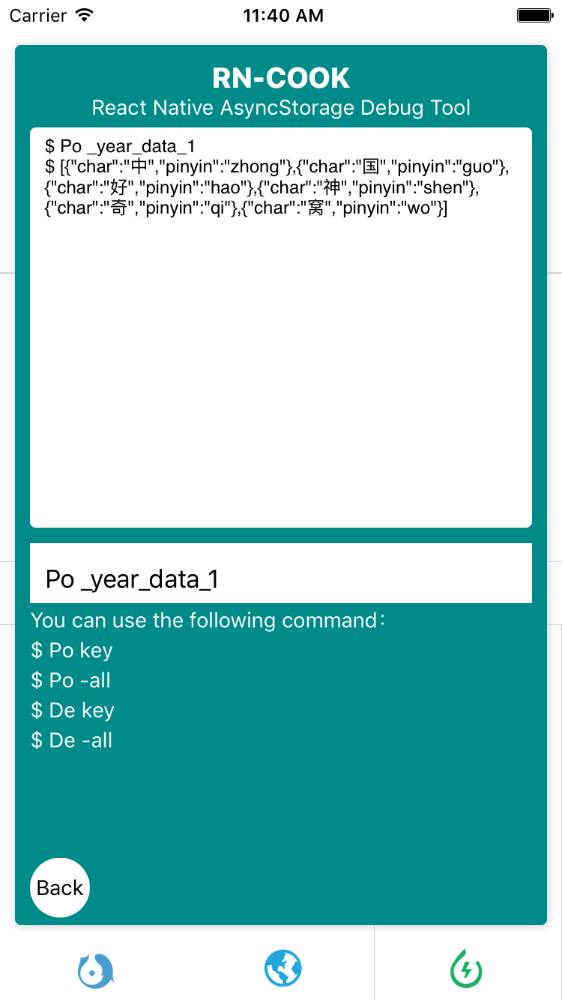 Carrier 11:40 AM
RN-COOK
React Native AsyncStorage Debug Tool
$ Po _year_data_1
$ [{"char":"中","pinyin":"zhong"},{"char":"国","pinyin":"guo"},
{"char":"好","pinyin":"hao"},{"char":"神","pinyin":"shen"},
{"char":"奇","pinyin":"qi"},{"char":"窝","pinyin":"wo"}]
Po _year_data_1
You can use the following command：
$ Po key
$ Po -all
$ De key
$ De -all
Back